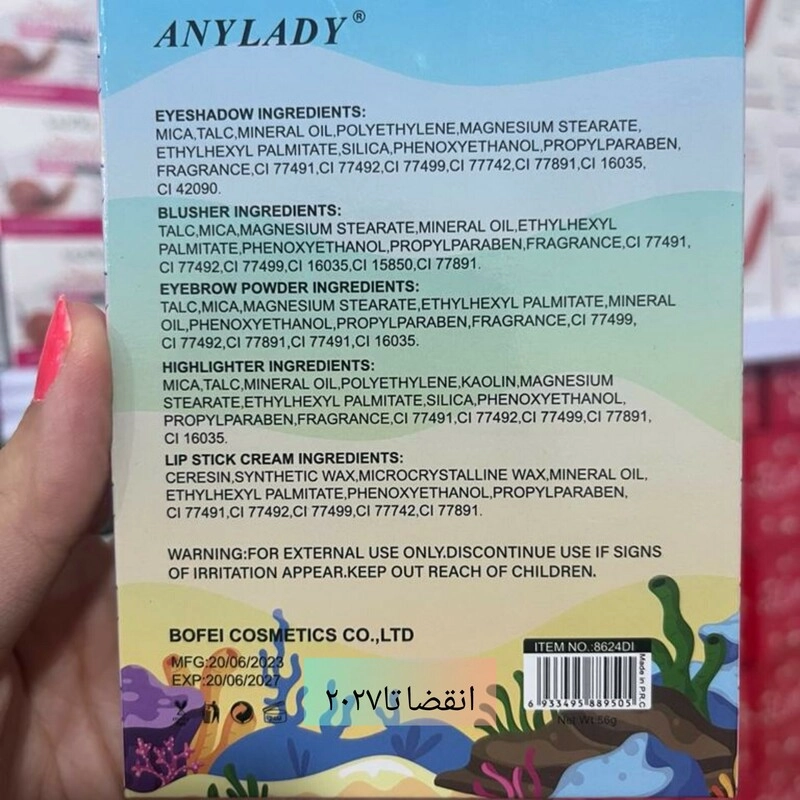 ANYLADY®
EYESHADOW INGREDIENTS:
MICA,TALC,MINERAL OIL,POLYETHYLENE,MAGNESIUM STEARATE,
ETHYLHEXYL PALMITATE,SILICA,PHENOXYETHANOL,PROPYLPARABEN,
FRAGRANCE,CI 77491,CI 77492,CI 77499,CI 77742,CI 77891,CI 16035,
CI 42090.
BLUSHER INGREDIENTS:
TALC,MICA,MAGNESIUM STEARATE,MINERAL OIL,ETHYLHEXYL
PALMITATE,PHENOXYETHANOL,PROPYLPARABEN,FRAGRANCE,CI 77491,
CI 77492,CI 77499,CI 16035,CI 15850,CI 77891.
EYEBROW POWDER INGREDIENTS:
TALC,MICA,MAGNESIUM STEARATE,ETHYLHEXYL PALMITATE,MINERAL
OIL,PHENOXYETHANOL,PROPYLPARABEN,FRAGRANCE,CI 77499,
CI 77492,CI 77891,CI 77491,CI 16035.
HIGHLIGHTER INGREDIENTS:
MICA,TALC,MINERAL OIL,POLYETHYLENE,KAOLIN,MAGNESIUM
STEARATE,ETHYLHEXYL PALMITATE,SILICA,PHENOXYETHANOL,
PROPYLPARABEN,FRAGRANCE,CI 77491,CI 77492,CI 77499,CI 77891,
CI 16035.
LIP STICK CREAM INGREDIENTS:
CERESIN,SYNTHETIC WAX,MICROCRYSTALLINE WAX,MINERAL OIL,
ETHYLHEXYL PALMITATE,PHENOXYETHANOL,PROPYLPARABEN,
CI 77491,CI 77492,CI 77499,CI 77742,CI 77891.
WARNING:FOR EXTERNAL USE ONLY.DISCONTINUE USE IF SIGNS
OF IRRITATION APPEAR.KEEP OUT REACH OF CHILDREN.
BOFEI COSMETICS CO.,LTD
MFG:20/06/2023
EXP:20/06/2027
انقضا تا ۲۰۲۷
ITEM NO.:8624DI
Made in P.R.C
6 933495 889505
Net Wt.56g